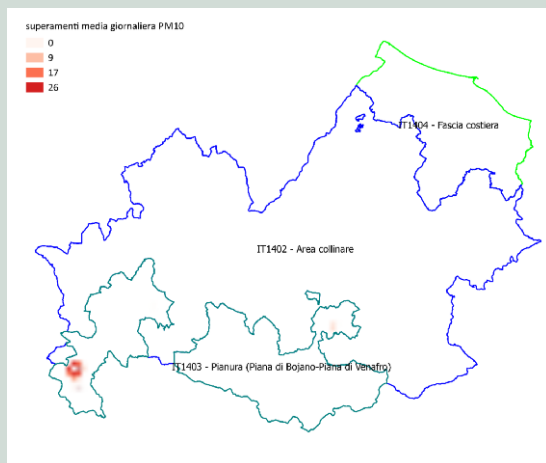 superamenti media giornaliera PM10
0
9
17
26
IT1404 - Fascia costiera
IT1402 - Area collinare
IT1403 - Pianura (Piana di Bojano-Piana di Venafro)